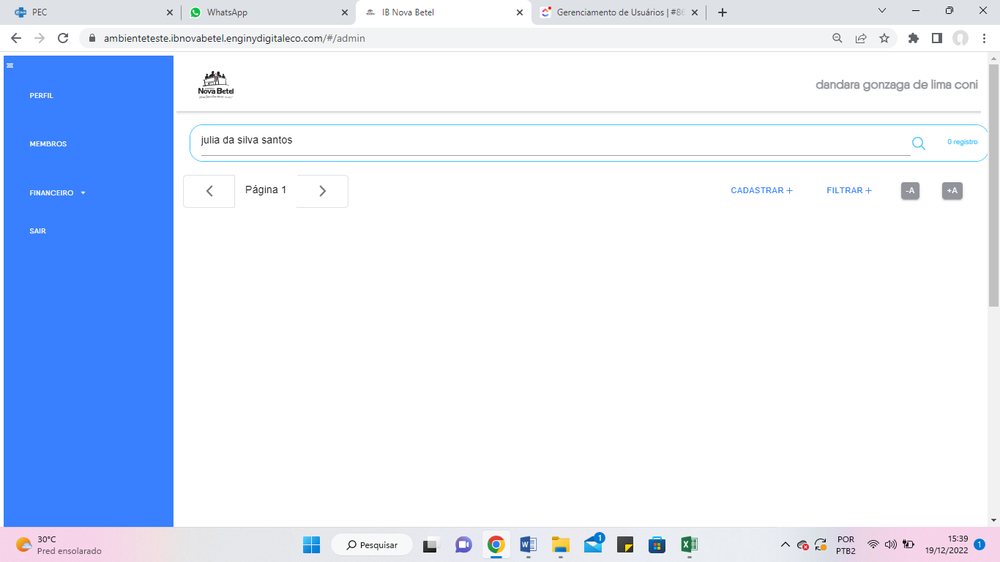 PEC
WhatsApp
IB Nova Betel
Gerenciamento de Usuários | #86
ambienteteste.ibnovabetel.enginydigitaleco.com/#/admin
PERFIL
MEMBROS
FINANCEIRO
SAIR
Nova Betel
dandara gonzaga de lima coni
julia da silva santos
0 registro
Página 1
CADASTRAR +
FILTRAR +
-A
+A
30°C
Pred ensolarado
Pesquisar
1
POR
PTB2
15:39
19/12/2022
1